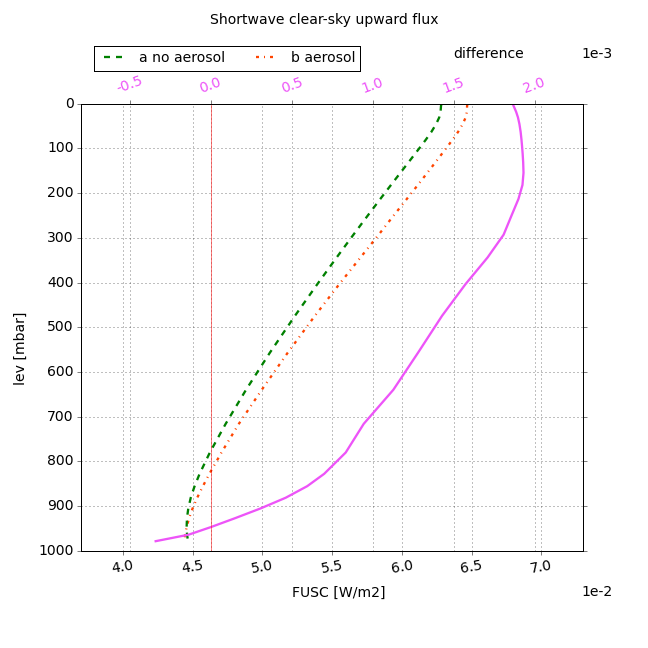 Shortwave clear-sky upward flux
a no aerosol b aerosol difference 1e-3
-0.5 0.0 0.5 1.0 1.5 2.0
0
100
200
300
400
500
600
700
800
900
1000
lev [mbar]
4.0 4.5 5.0 5.5 6.0 6.5 7.0
FUSC [W/m2] 1e-2